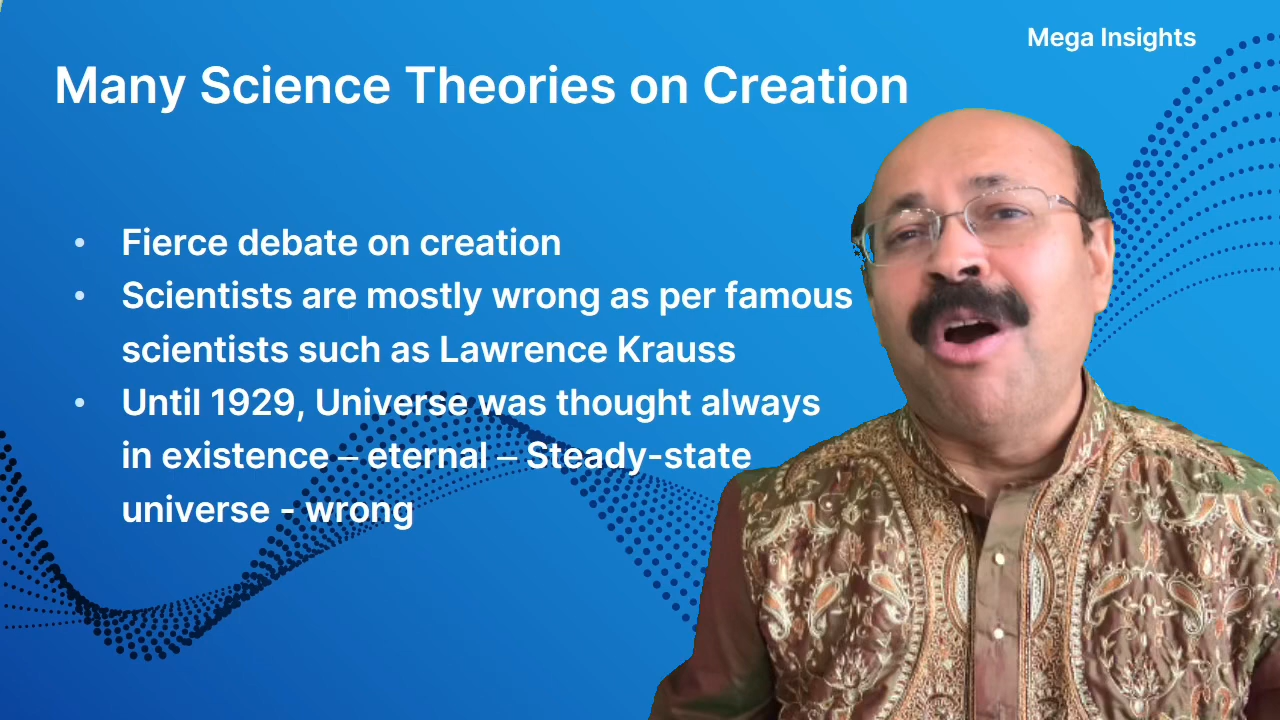 Mega Insights
Many Science Theories on Creation
• Fierce debate on creation
• Scientists are mostly wrong as per famous
scientists such as Lawrence Krauss
• Until 1929, Universe was thought always
in existence – eternal – Steady-state
universe - wrong